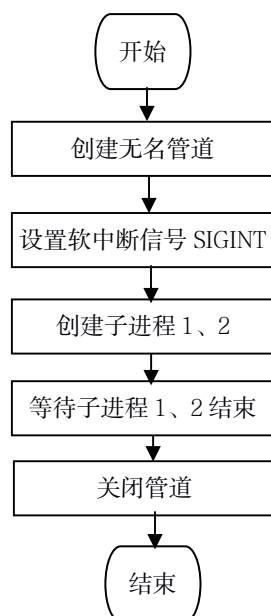 开始
创建无名管道
设置软中断信号 SIGINT
创建子进程 1、2
等待子进程 1、2 结束
关闭管道
结束